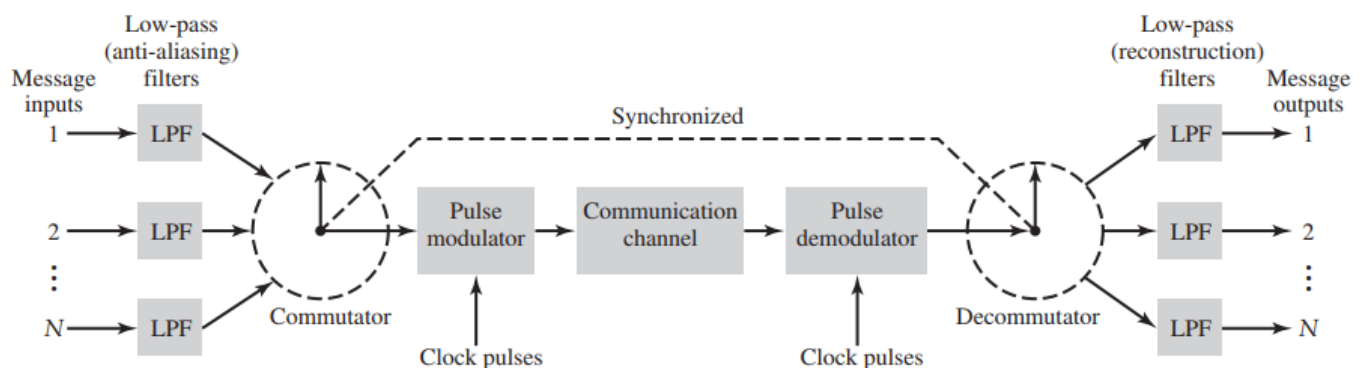 Low-pass
(anti-aliasing)
filters
Message
inputs
1
LPF
2
LPF
⋮
N
LPF
Commutator
Synchronized
Pulse
modulator
Clock pulses
Communication
channel
Pulse
demodulator
Clock pulses
Decommutator
Low-pass
(reconstruction)
filters
Message
outputs
LPF
1
LPF
2
⋮
LPF
N